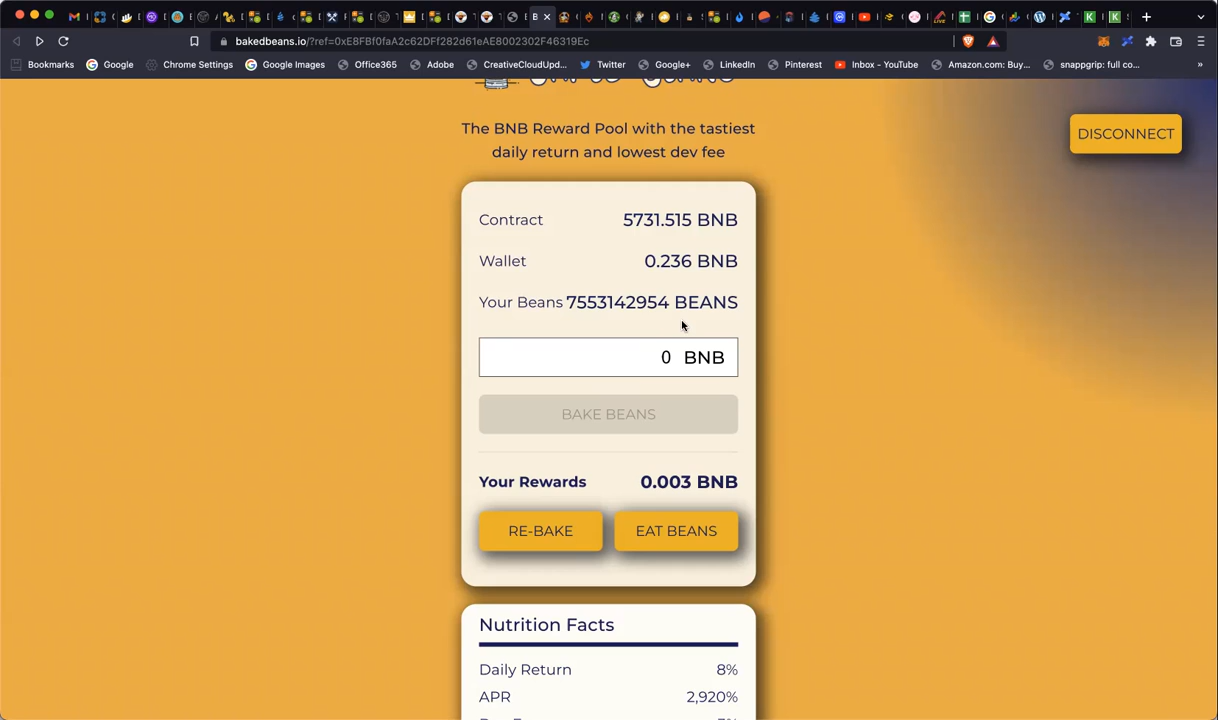 bakedbeans.io/?ref=0xE8FBf0faA2c62DFf282d61eAE8002302F46319Ec
Bookmarks Google Chrome Settings Google Images Office365 Adobe CreativeCloudUpd... Twitter Google+ LinkedIn Pinterest Inbox - YouTube Amazon.com: Buy,... snappgrip: full co... »
The BNB Reward Pool with the tastiest
daily return and lowest dev fee
DISCONNECT
Contract 5731.515 BNB
Wallet 0.236 BNB
Your Beans 7553142954 BEANS
0 BNB
BAKE BEANS
Your Rewards 0.003 BNB
RE-BAKE EAT BEANS
Nutrition Facts
Daily Return 8%
APR 2,920%